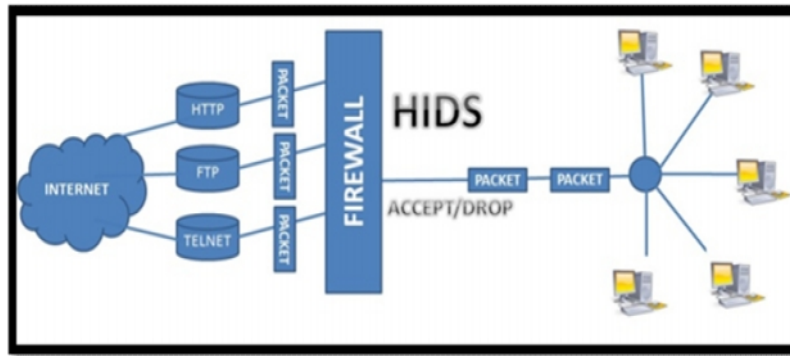 INTERNET
HTTP
FTP
TELNET
PACKET
PACKET
PACKET
FIREWALL
HIDS
ACCEPT/DROP
PACKET
PACKET